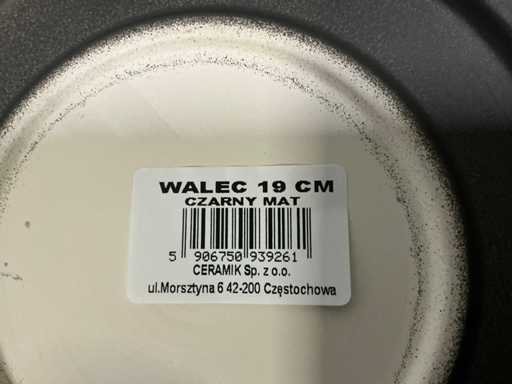 WALEC 19 CM
CZARNY MAT
5 906750 939261
CERAMIK Sp. z o.o.
ul.Morsztyna 6 42-200 Częstochowa